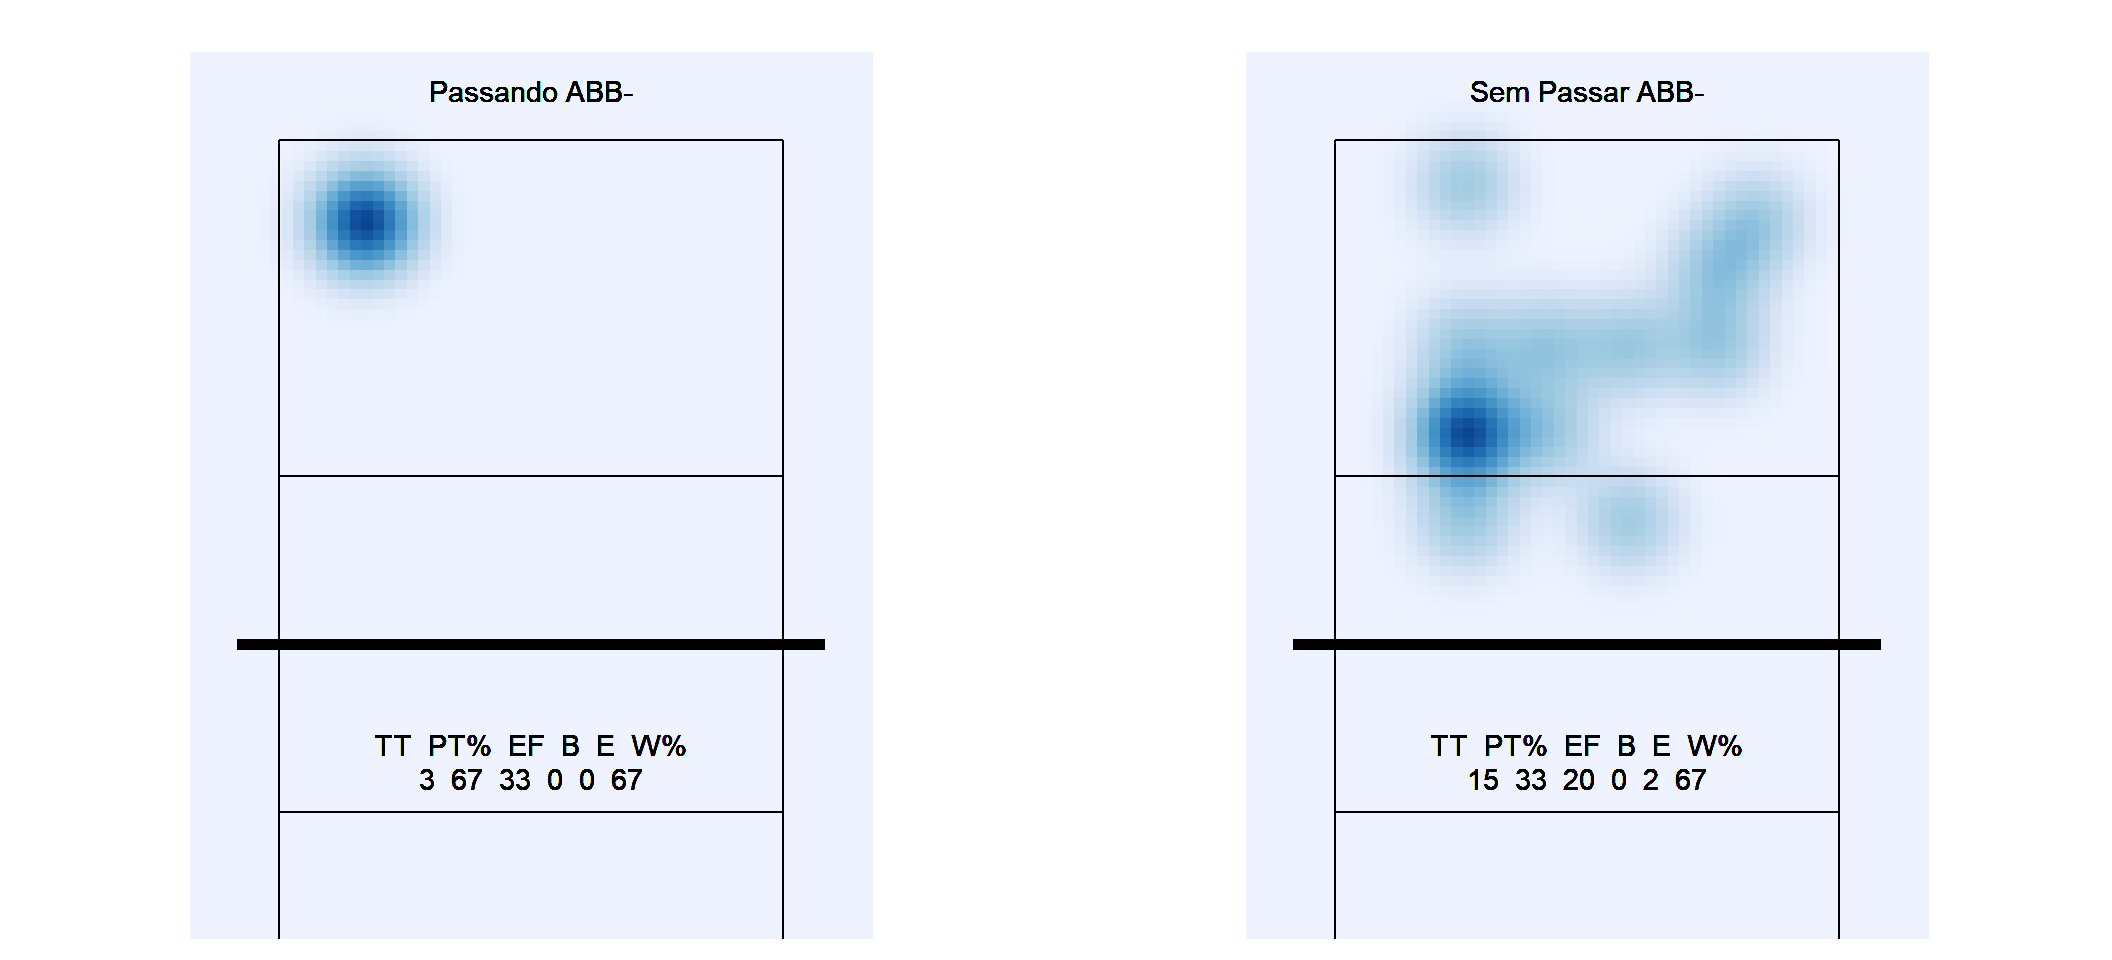 Passando ABB-
TT PT% EF B E W%
3 67 33 0 0 67
Sem Passar ABB-
TT PT% EF B E W%
15 33 20 0 2 67